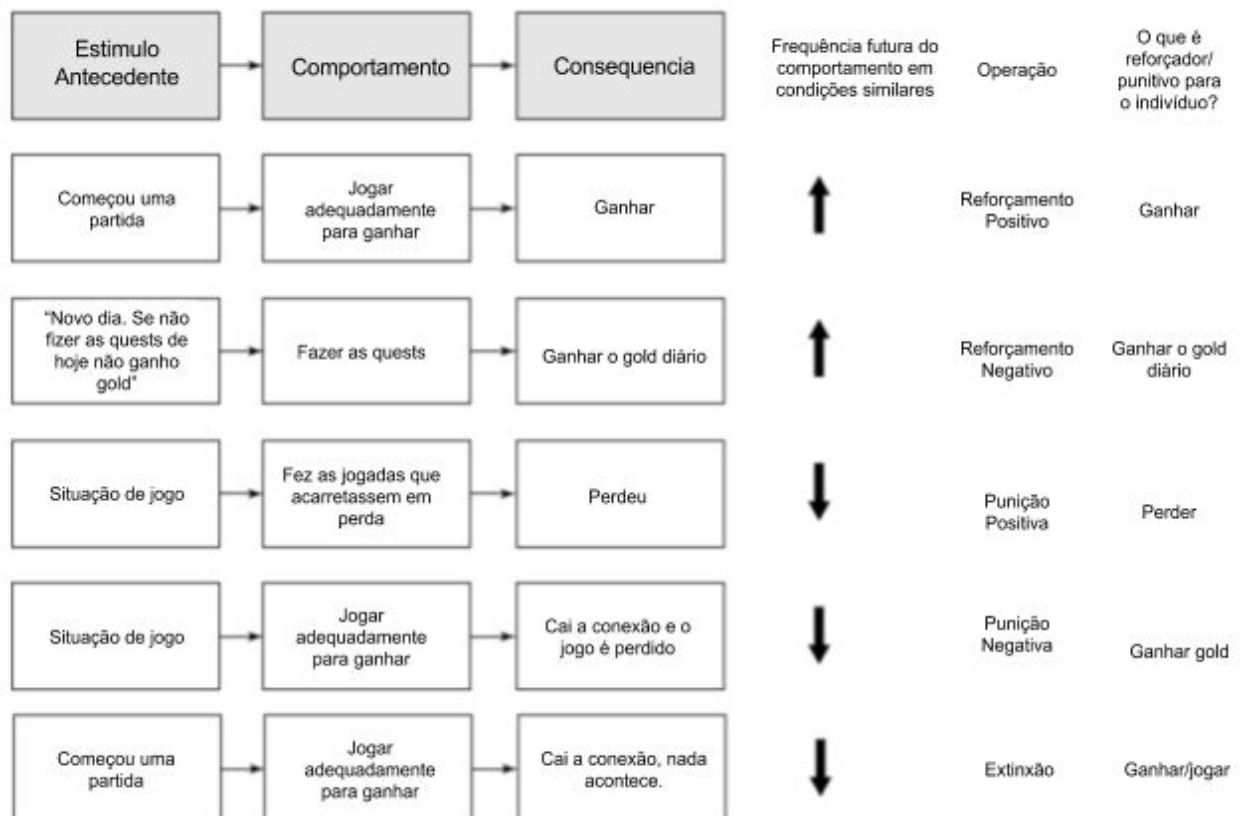 Estimulo
Antecedente
Comportamento
Consequencia
Frequência futura do
comportamento em
condições similares
Operação
O que é
reforçador/
punitivo para
o indivíduo?
Começou uma
partida
Jogar
adequadamente
para ganhar
Ganhar
Reforçamento
Positivo
Ganhar
"Novo dia. Se não
fizer as quests de
hoje não ganho
gold"
Fazer as quests
Ganhar o gold diário
Reforçamento
Negativo
Ganhar o gold
diário
Situação de jogo
Fez as jogadas que
acarretassem em
perda
Perdeu
Punição
Positiva
Perder
Situação de jogo
Jogar
adequadamente
para ganhar
Cai a conexão e o
jogo é perdido
Punição
Negativa
Ganhar gold
Começou uma
partida
Jogar
adequadamente
para ganhar
Cai a conexão, nada
acontece.
Extinxão
Ganhar/jogar